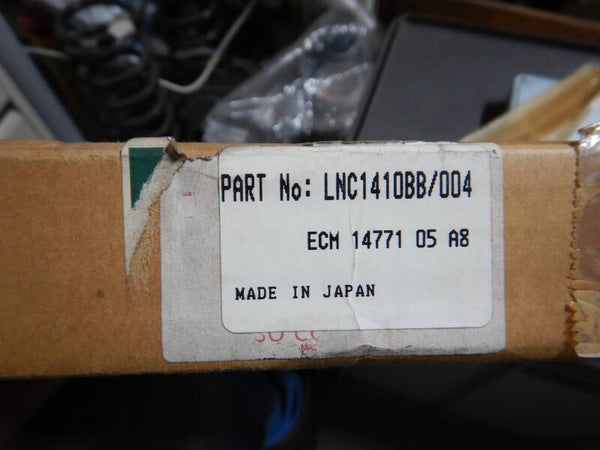 PART No: LNC1410BB/004
ECM 14771 05 A8
MADE IN JAPAN